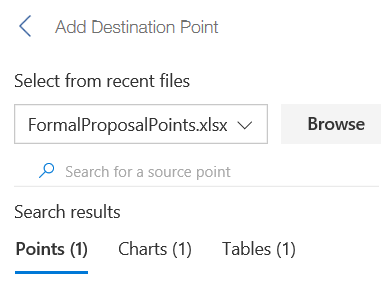 Add Destination Point
Select from recent files
FormalProposalPoints.xlsx Browse
Search for a source point
Search results
Points (1) Charts (1) Tables (1)